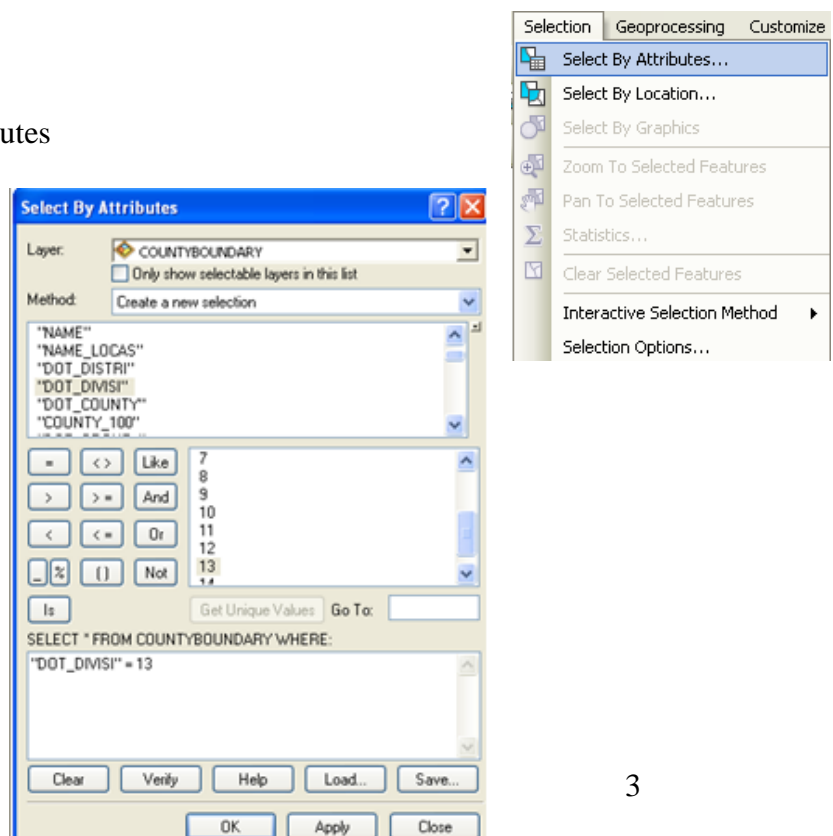 Selection Geoprocessing Customize
Select By Attributes...
Select By Location...
Select By Graphics
Zoom To Selected Features
Pan To Selected Features
Statistics...
Clear Selected Features
Interactive Selection Method
Selection Options...
utes
Select By Attributes
Layer: COUNTYBOUNDARY
Only show selectable layers in this list
Method: Create a new selection
"NAME"
"NAME_LOCAS"
"DOT_DISTRI"
"DOT_DIVISI"
"DOT_COUNTY"
"COUNTY_100"
= <> Like
> >= And
< <= Or
_ % () Not
7
8
9
10
11
12
13
14
Is Get Unique Values Go To:
SELECT * FROM COUNTYBOUNDARY WHERE:
"DOT_DIVISI" = 13
Clear Verify Help Load... Save...
OK Apply Close
3